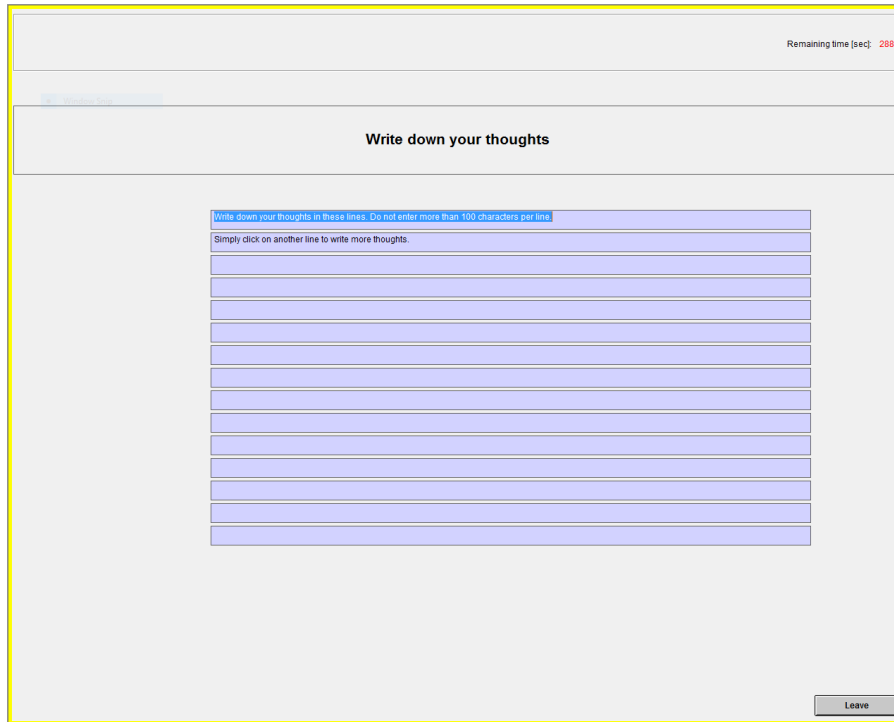 Remaining time [sec]: 288
Write down your thoughts
Write down your thoughts in these lines. Do not enter more than 100 characters per line.
Simply click on another line to write more thoughts.
Leave